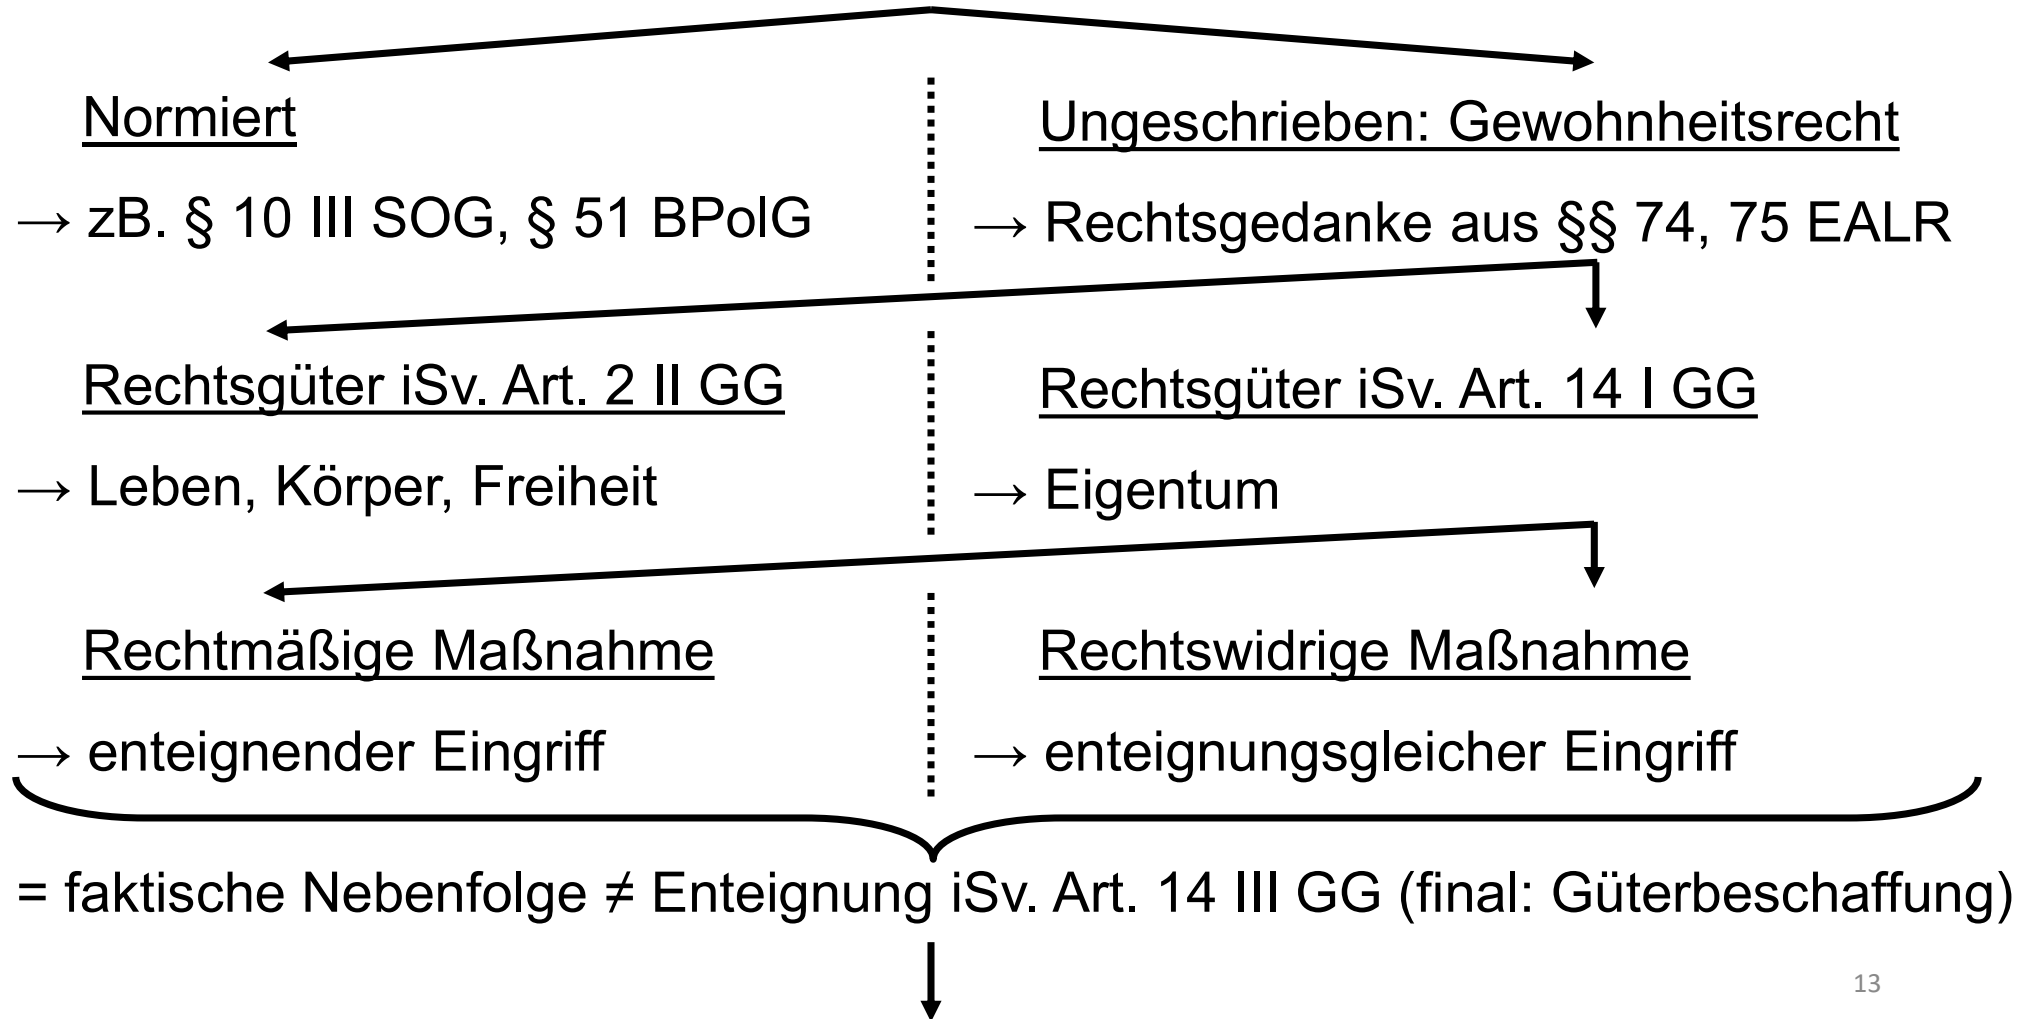 Normiert
Ungeschrieben: Gewohnheitsrecht
→ zB. § 10 III SOG, § 51 BPolG
→ Rechtsgedanke aus §§ 74, 75 EALR
Rechtsgüter iSv. Art. 2 II GG
Rechtsgüter iSv. Art. 14 I GG
→ Leben, Körper, Freiheit
→ Eigentum
Rechtmäßige Maßnahme
Rechtswidrige Maßnahme
→ enteignender Eingriff
→ enteignungsgleicher Eingriff
= faktische Nebenfolge ≠ Enteignung iSv. Art. 14 III GG (final: Güterbeschaffung)
13